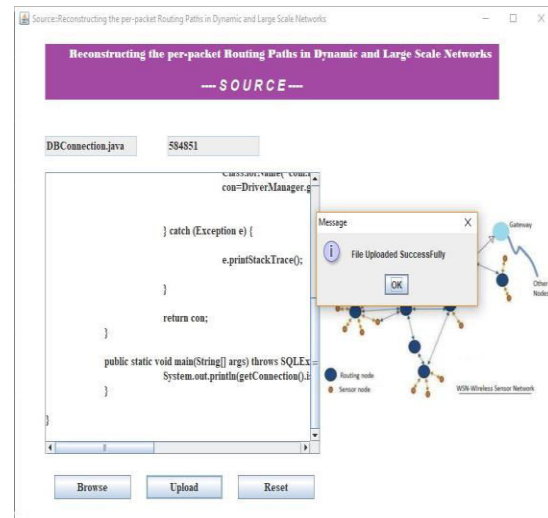 Source:Reconstructing the per-packet Routing Paths in Dynamic and Large Scale Networks
Reconstructing the per-packet Routing Paths in Dynamic and Large Scale Networks
---- S O U R C E ----
DBConnection.java
584851
con=DriverManager.g
} catch (Exception e) {
e.printStackTrace();
}
return con;
}
public static void main(String[] args) throws SQLEx
System.out.println(getConnection().is
}
}
Message
X
File Uploaded SuccessFully
OK
Gateway
Other
Nodes
Routing node
Sensor node
WSN-Wireless Sensor Network
Browse
Upload
Reset